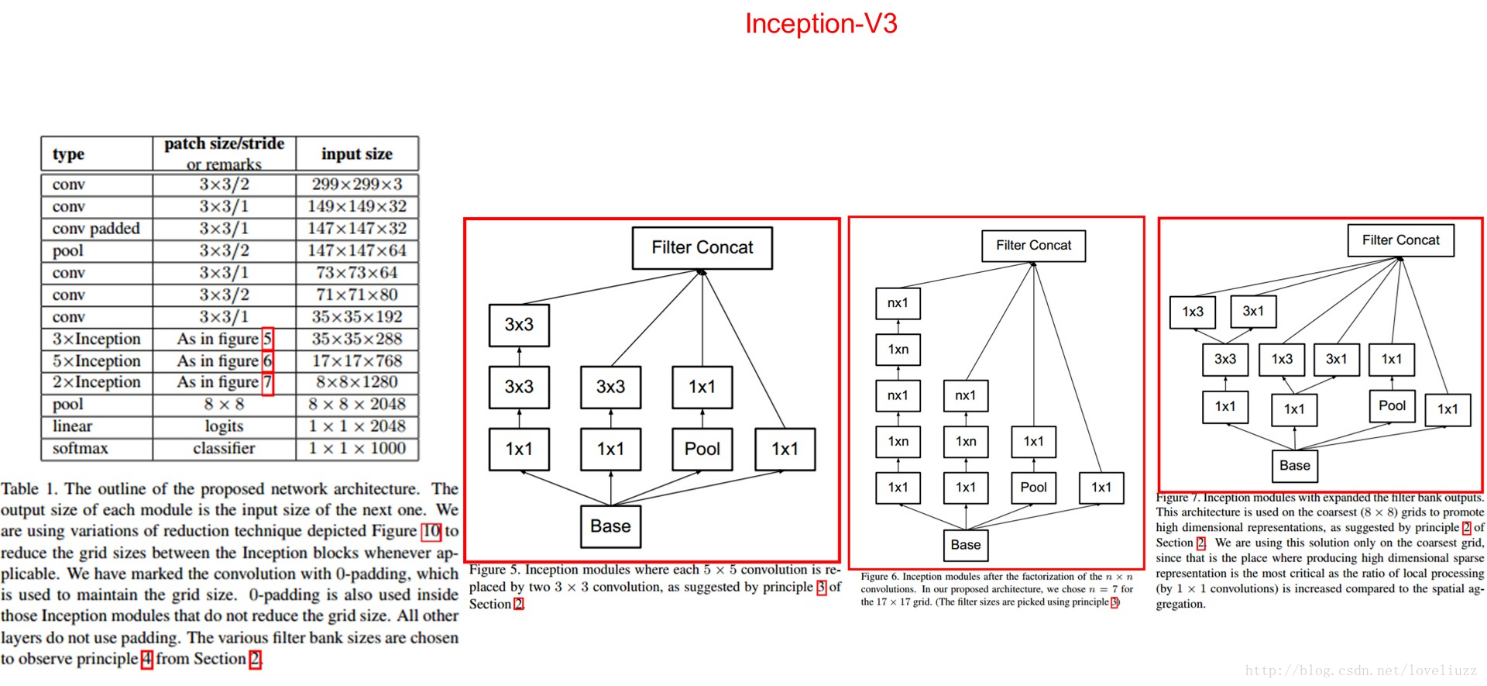 Inception-V3
type patch size/stride or remarks input size
conv 3×3/2 299×299×3
conv 3×3/1 149×149×32
conv padded 3×3/1 147×147×32
pool 3×3/2 147×147×64
conv 3×3/1 73×73×64
conv 3×3/2 71×71×80
conv 3×3/1 35×35×192
3×Inception As in figure 5 35×35×288
5×Inception As in figure 6 17×17×768
2×Inception As in figure 7 8×8×1280
pool 8 × 8 8 × 8 × 2048
linear logits 1 × 1 × 2048
softmax classifier 1 × 1 × 1000
Table 1. The outline of the proposed network architecture. The
output size of each module is the input size of the next one. We
are using variations of reduction technique depicted Figure 10 to
reduce the grid sizes between the Inception blocks whenever ap-
plicable. We have marked the convolution with 0-padding, which
is used to maintain the grid size. 0-padding is also used inside
those Inception modules that do not reduce the grid size. All other
layers do not use padding. The various filter bank sizes are chosen
to observe principle 4 from Section 2.
Filter Concat
3x3
3x3 3x3 1x1
1x1 1x1 Pool 1x1
Base
Figure 5. Inception modules where each 5 × 5 convolution is re-
placed by two 3 × 3 convolution, as suggested by principle 3 of
Section 2.
Filter Concat
nx1
1xn
nx1 nx1
1xn 1xn 1x1
1x1 1x1 Pool 1x1
Base
Figure 6. Inception modules after the factorization of the n × n
convolutions. In our proposed architecture, we chose n = 7 for
the 17 × 17 grid. (The filter sizes are picked using principle 3)
Filter Concat
1x3 3x1
3x3 1x3 3x1 1x1
1x1 1x1 Pool 1x1
Base
Figure 7. Inception modules with expanded the filter bank outputs.
This architecture is used on the coarsest (8 × 8) grids to promote
high dimensional representations, as suggested by principle 2 of
Section 2. We are using this solution only on the coarsest grid,
since that is the place where producing high dimensional sparse
representation is the most critical as the ratio of local processing
(by 1 × 1 convolutions) is increased compared to the spatial ag-
gregation.
http://blog.csdn.net/loveliuzz